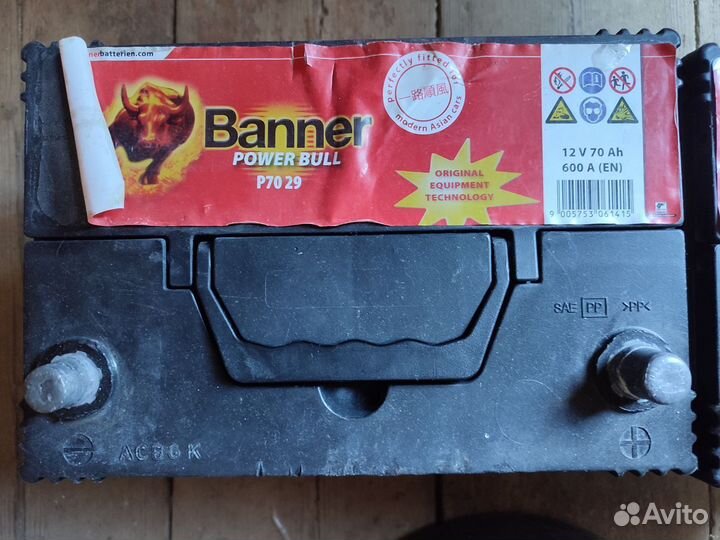 nerbatterien.com
Banner
POWER BULL
P70 29
Perfectly fitted for
一路順風
modern Asian cars
ORIGINAL
EQUIPMENT
TECHNOLOGY
12 V 70 Ah
600 A (EN)
9 005753 061415
SAE PP >PP<
Avito